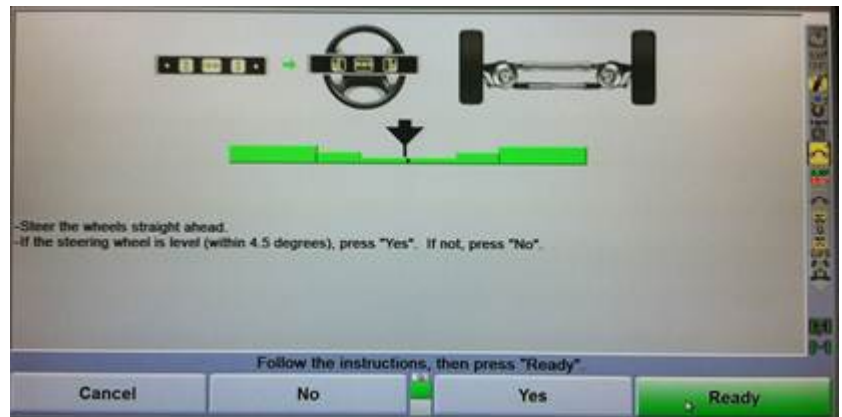 -Steer the wheels straight ahead.
-If the steering wheel is level (within 4.5 degrees), press "Yes". If not, press "No".
Follow the instructions, then press "Ready".
Cancel
No
Yes
Ready